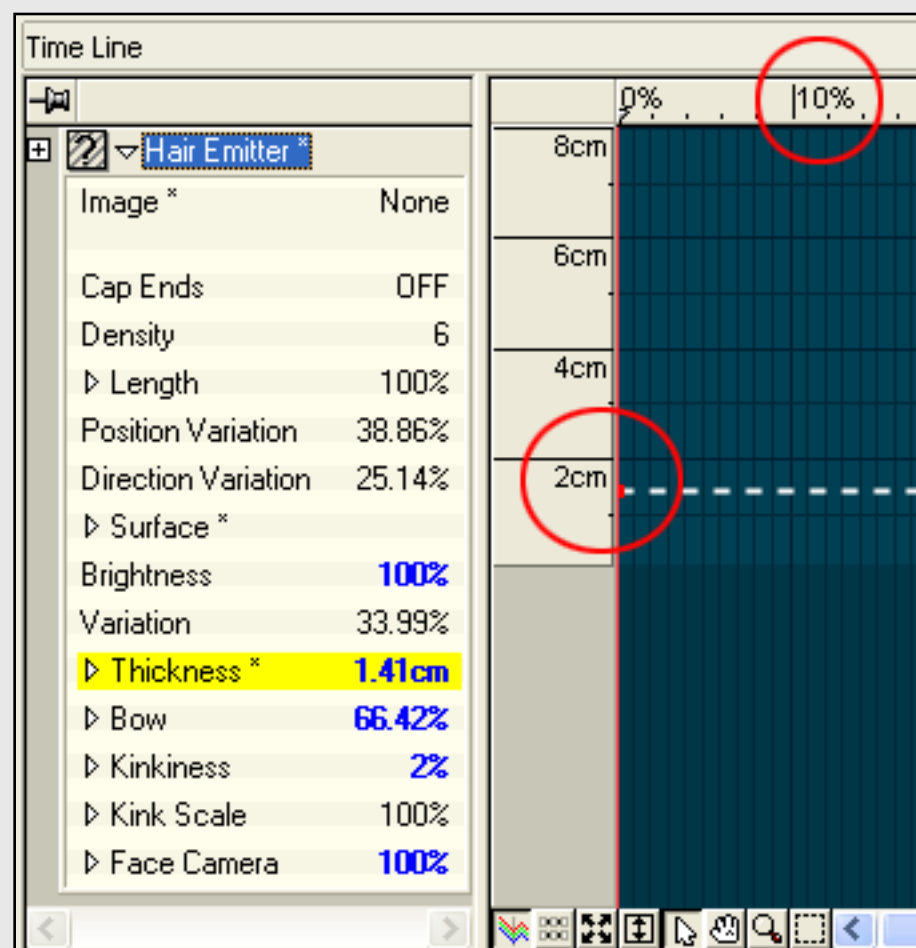 Time Line
0% 10%
Hair Emitter ×
Image × None
Cap Ends OFF
Density 6
Length 100%
Position Variation 38.86%
Direction Variation 25.14%
Surface ×
Brightness 100%
Variation 33.99%
Thickness × 1.41cm
Bow 66.42%
Kinkiness 2%
Kink Scale 100%
Face Camera 100%
8cm
6cm
4cm
2cm